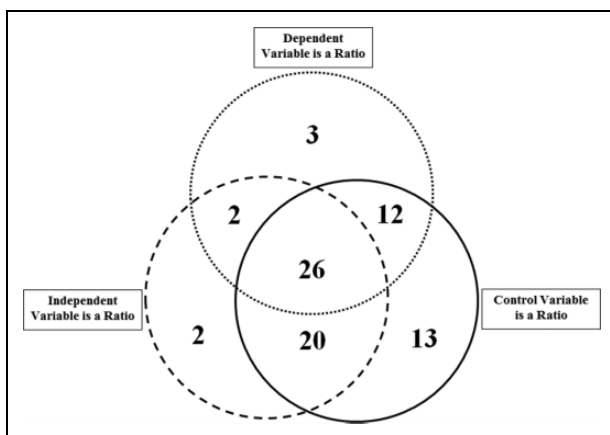 Dependent
Variable is a Ratio
3
2
12
26
Independent
Variable is a Ratio
Control Variable
is a Ratio
2
20
13